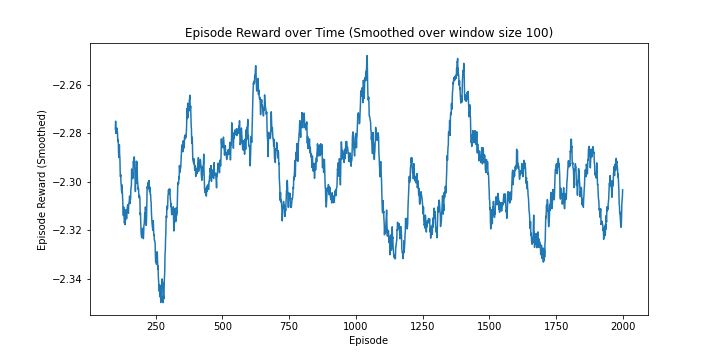 Episode Reward over Time (Smoothed over window size 100)
Episode Reward (Smoothed)
−2.26
−2.28
−2.30
−2.32
−2.34
250 500 750 1000 1250 1500 1750 2000
Episode